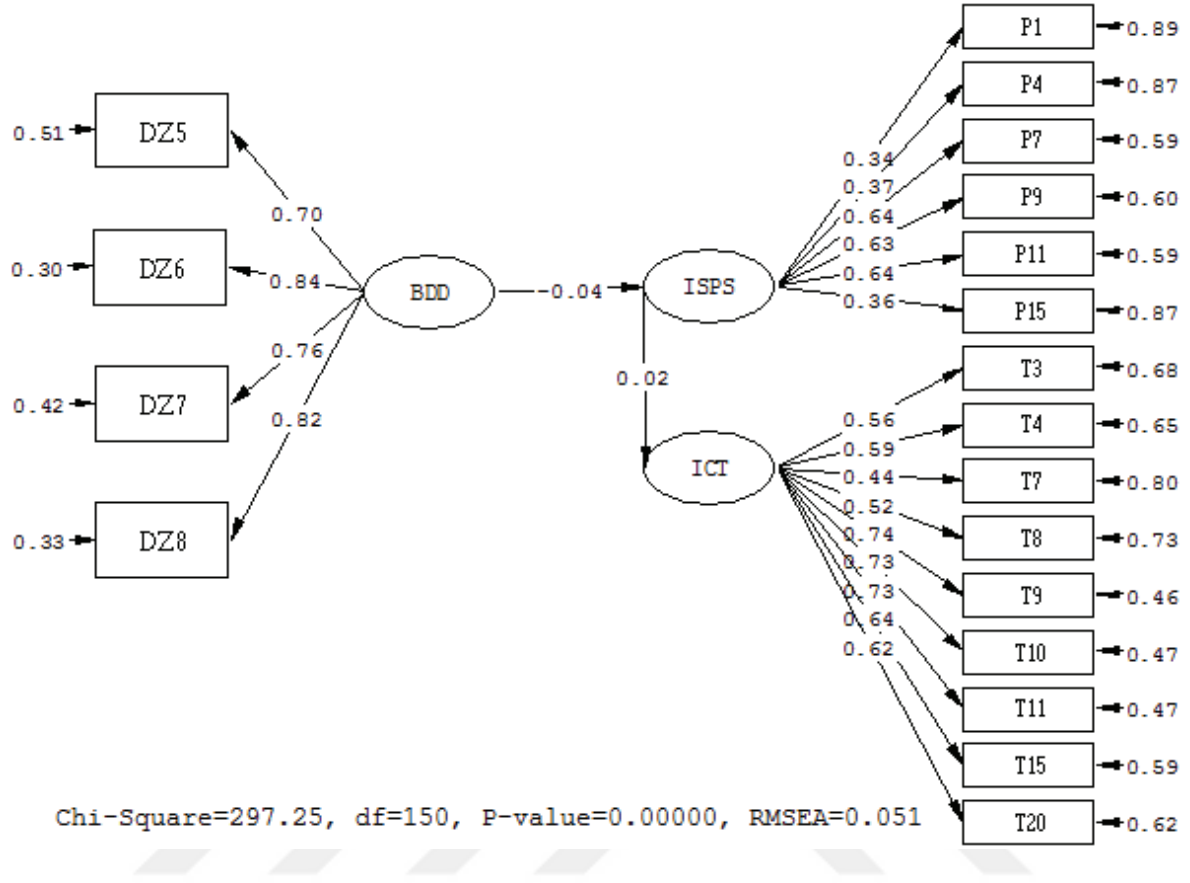 P1
0.89
P4
0.87
DZ5
0.51
P7
0.59
0.34
0.37
P9
0.60
0.70
0.64
0.63
P11
0.59
DZ6
0.30
0.84
BDD
-0.04
ISPS
0.64
0.36
P15
0.87
0.76
T3
0.68
0.02
DZ7
0.42
0.82
0.56
T4
0.65
0.59
ICT
0.44
T7
0.80
0.52
DZ8
0.33
0.74
T8
0.73
0.73
0.73
T9
0.46
0.64
0.62
T10
0.47
T11
0.47
T15
0.59
Chi-Square=297.25, df=150, P-value=0.00000, RMSEA=0.051
T20
0.62